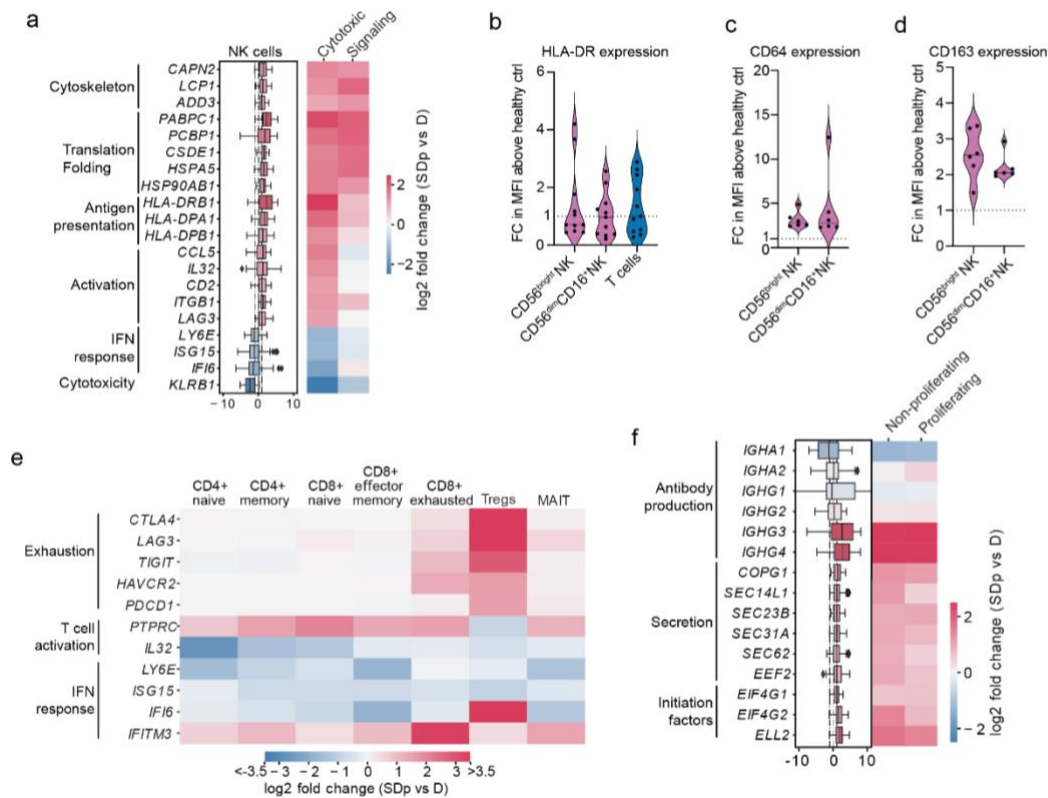 a
NK cells
Cytotoxic
Signaling
Cytoskeleton
CAPN2
LCP1
ADD3
Translation
Folding
PABPC1
PCBP1
CSDE1
HSPA5
HSP90AB1
Antigen
presentation
HLA-DRB1
HLA-DPA1
HLA-DPB1
Activation
CCL5
IL32
CD2
ITGB1
LAG3
IFN
response
LY6E
ISG15
IFI6
Cytotoxicity
KLRB1
-10 0 10
2
0
-2
log2 fold change (SDp vs D)
b
HLA-DR expression
FC in MFI above healthy ctrl
6
4
2
1
0
CD56bright NK
CD56dimCD16+NK
T cells
c
CD64 expression
FC in MFI above healthy ctrl
20
15
10
5
1
0
CD56bright NK
CD56dimCD16+NK
d
CD163 expression
FC in MFI above healthy ctrl
4
3
2
1
0
CD56bright NK
CD56dimCD16+NK
e
CD4+
naive
CD4+
memory
CD8+
naive
CD8+
effector
memory
CD8+
exhausted
Tregs
MAIT
Exhaustion
CTLA4
LAG3
TIGIT
HAVCR2
PDCD1
T cell
activation
PTPRC
IL32
IFN
response
LY6E
ISG15
IFI6
IFITM3
<-3.5 -3 -2 -1 0 1 2 3 >3.5
log2 fold change (SDp vs D)
f
Non-proliferating
Proliferating
Antibody
production
IGHA1
IGHA2
IGHG1
IGHG2
IGHG3
IGHG4
Secretion
COPG1
SEC14L1
SEC23B
SEC31A
SEC62
EEF2
Initiation
factors
EIF4G1
EIF4G2
ELL2
-10 0 10
2
0
-2
log2 fold change (SDp vs D)